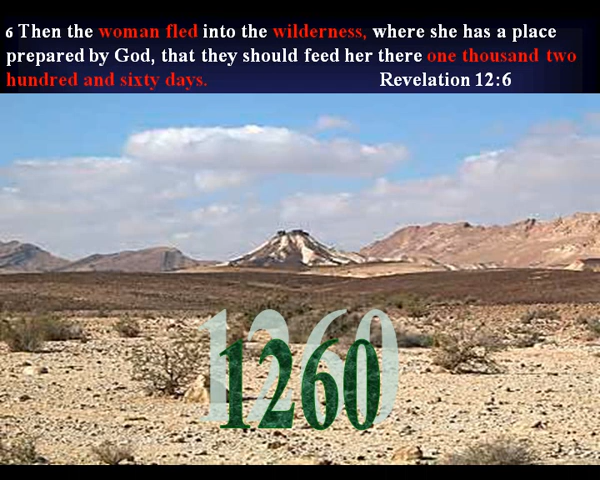 6 Then the woman fled into the wilderness, where she has a place
prepared by God, that they should feed her there one thousand two
hundred and sixty days. Revelation 12:6
1260